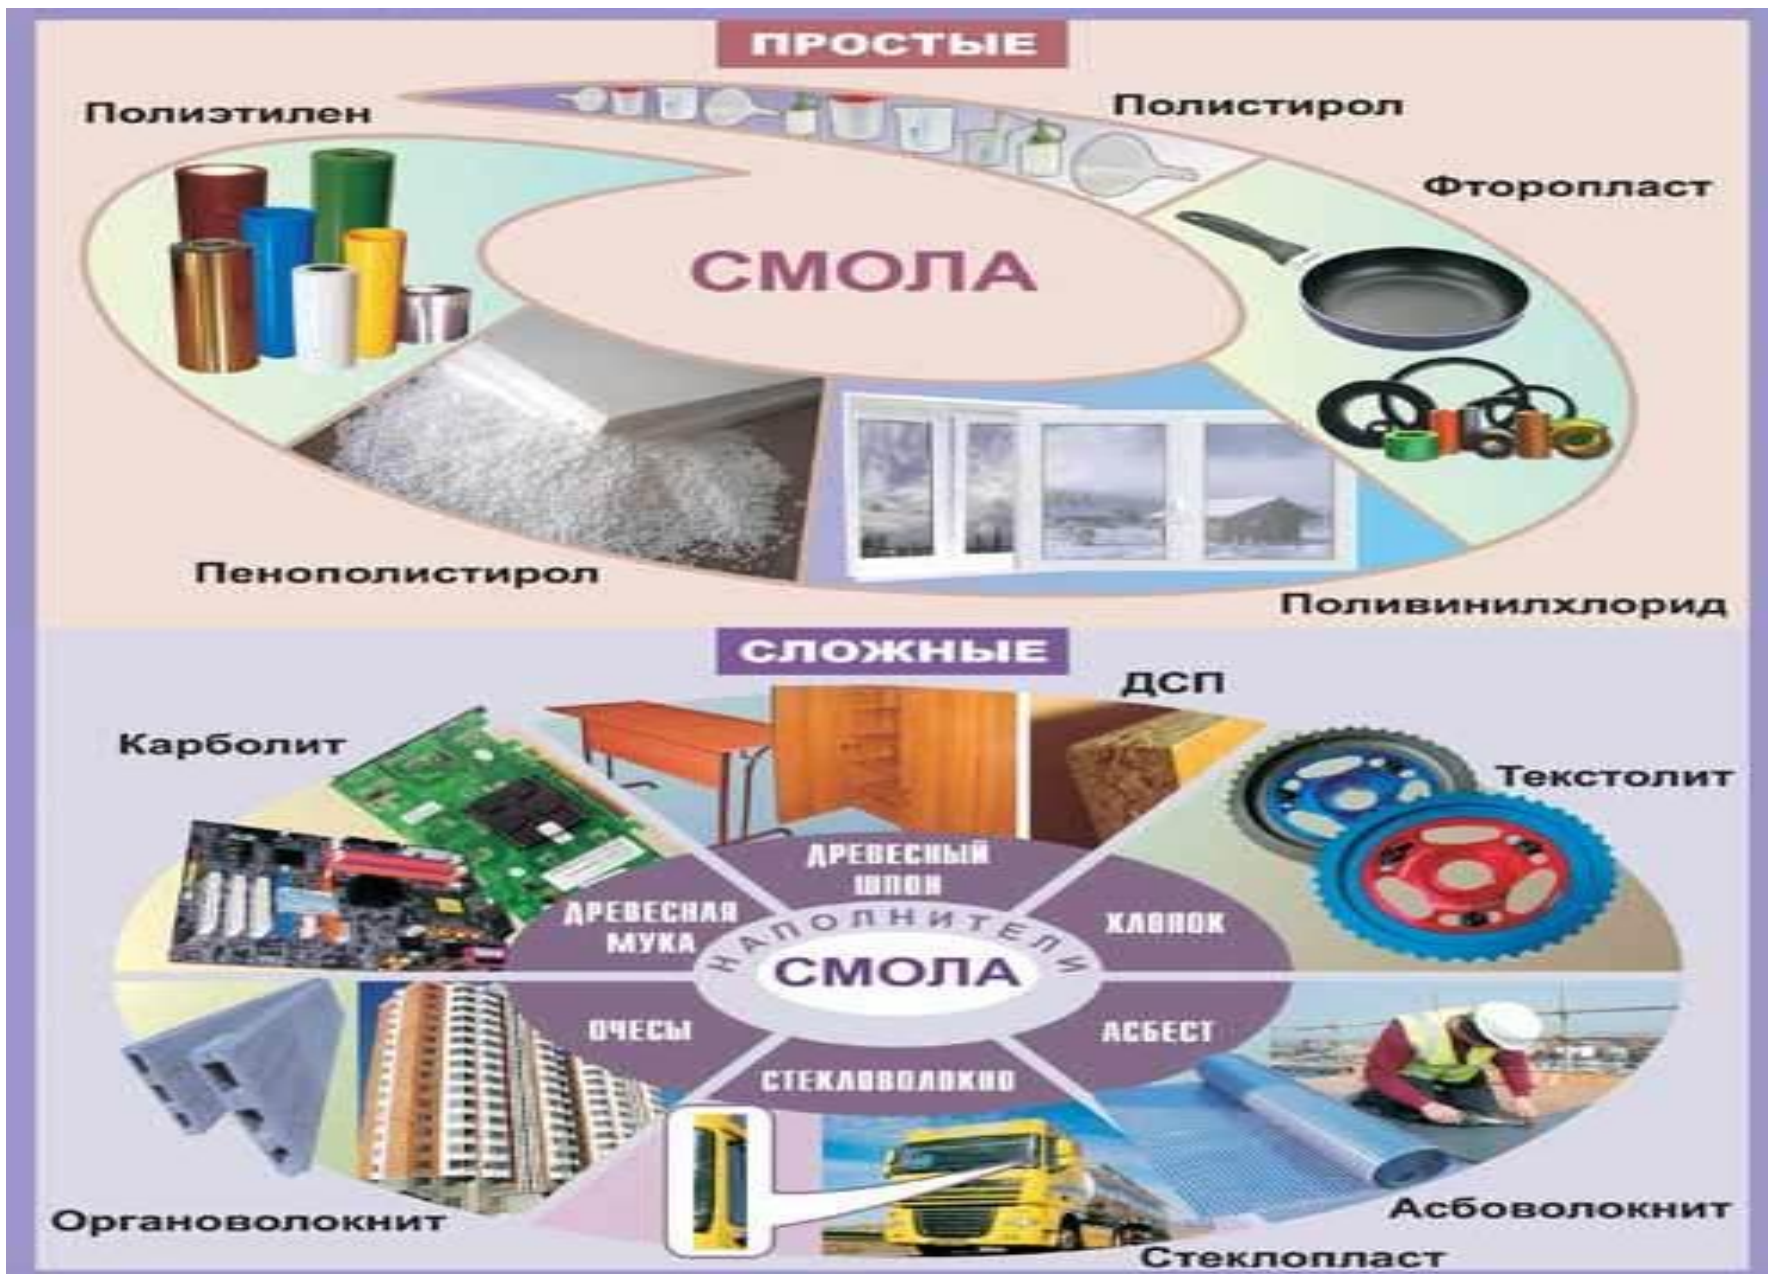 ПРОСТЫЕ
Полиэтилен
Полистирол
Фторопласт
СМОЛА
Пенополистирол
Поливинилхлорид
СЛОЖНЫЕ
ДСП
Карболит
Текстолит
ДРЕВЕСНЫЙ
ШПОН
ДРЕВЕСНАЯ
МУКА
ХЛОПОК
НАПОЛНИТЕЛИ
СМОЛА
ОЧЕСЫ
АСБЕСТ
СТЕКЛОВОЛОКНО
Органоволокнит
Асбоволокнит
Стеклопласт